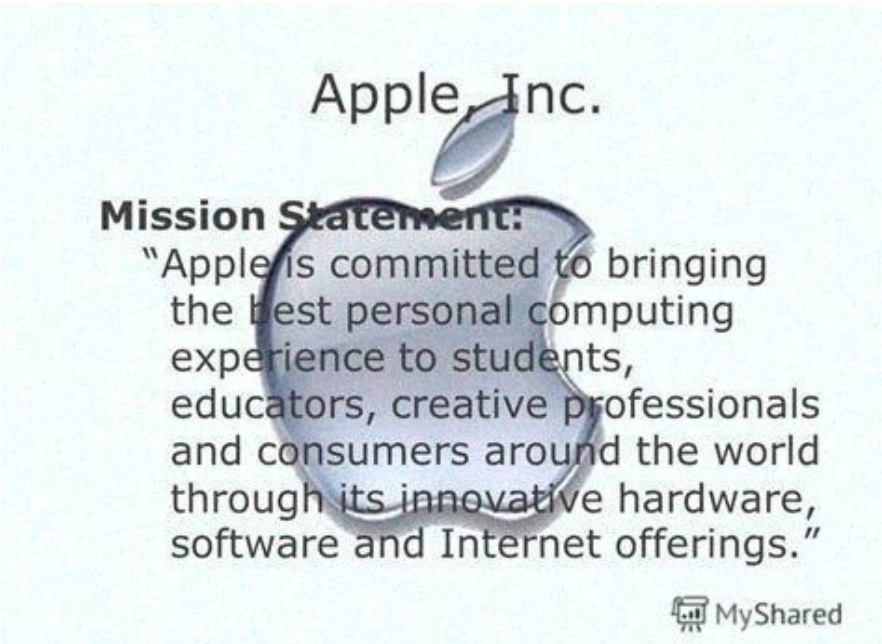 Apple, Inc.
Mission Statement:
“Apple is committed to bringing
the best personal computing
experience to students,
educators, creative professionals
and consumers around the world
through its innovative hardware,
software and Internet offerings.”
MyShared